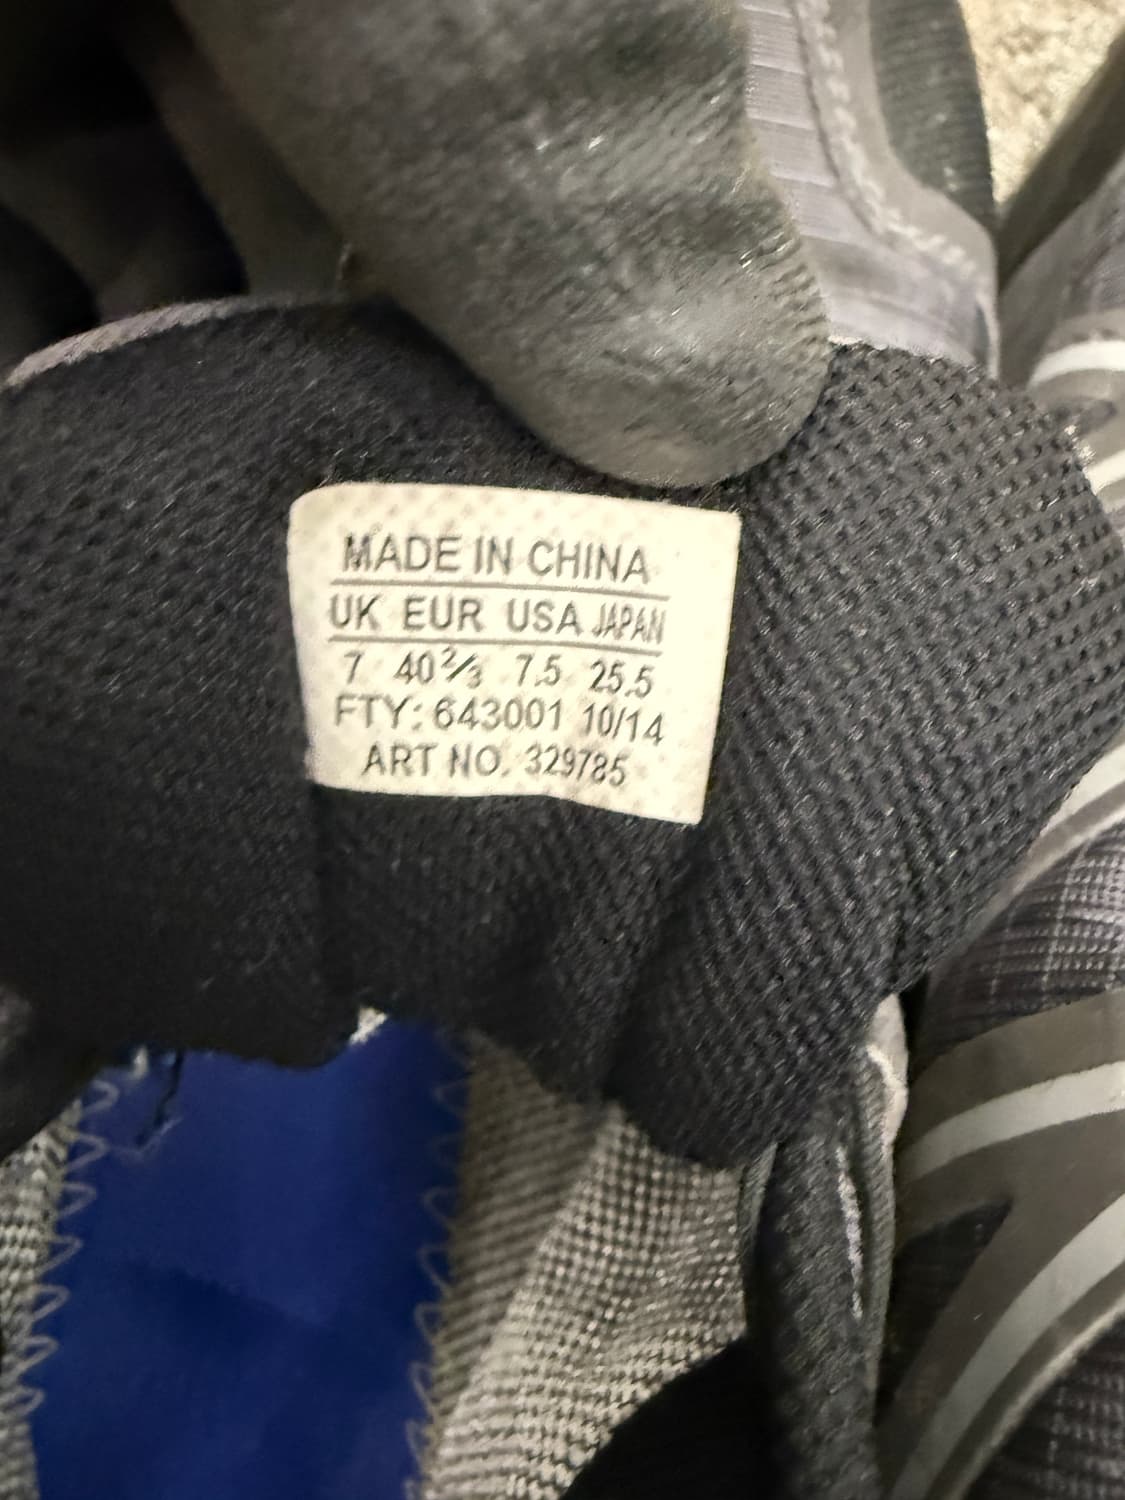 MADE IN CHINA
UK EUR USA JAPAN
7 40⅔ 7.5 25.5
FTY: 643001 10/14
ART NO. 329785